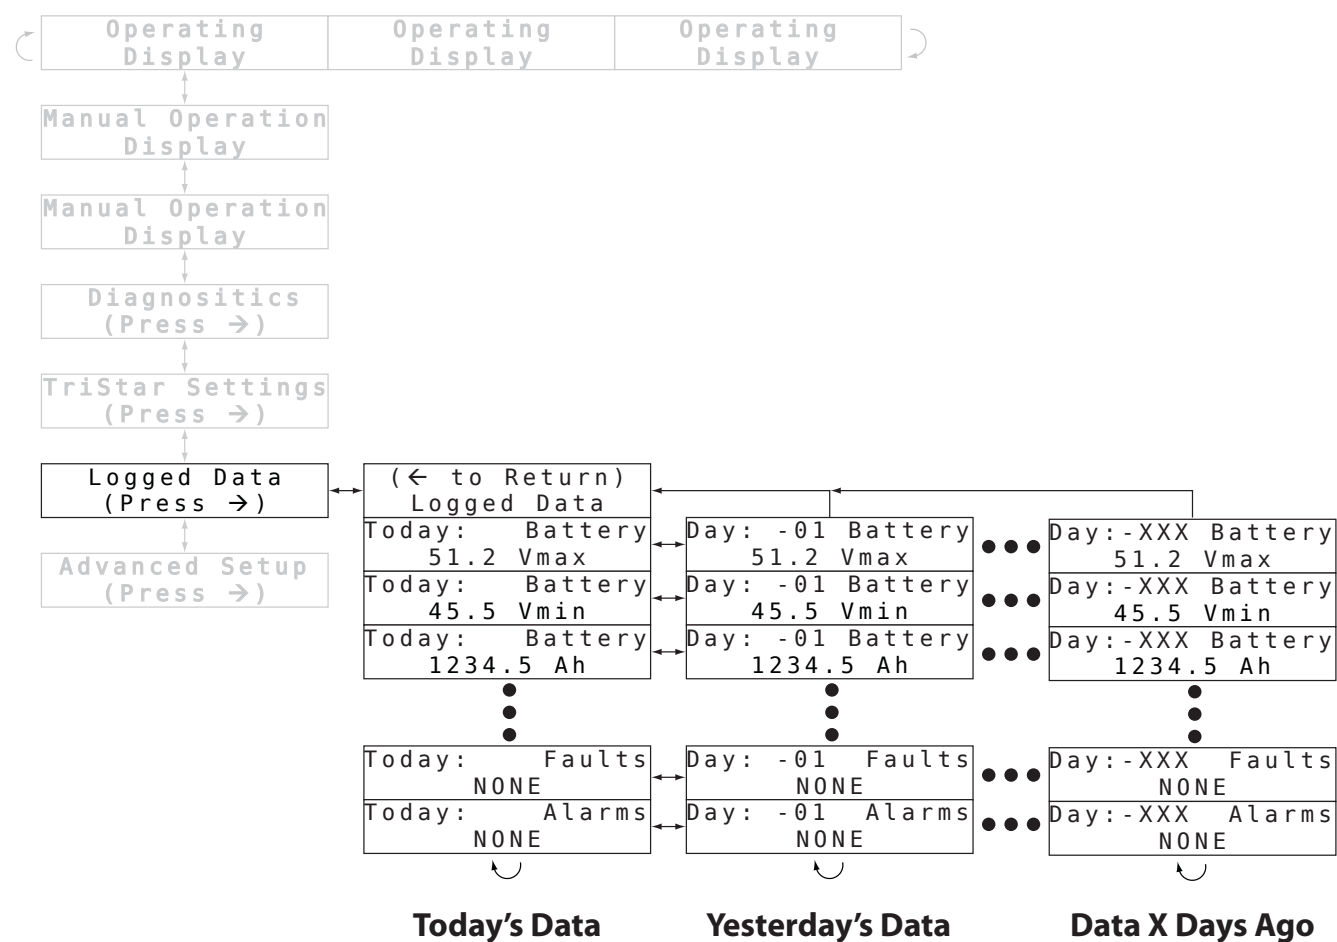 Operating Operating Operating
Display Display Display
Manual Operation
Display
Manual Operation
Display
Diagnositics
(Press →)
TriStar Settings
(Press →)
Logged Data
(Press →)
Advanced Setup
(Press →)
(← to Return)
Logged Data
Today: Battery
51.2 Vmax
Today: Battery
45.5 Vmin
Today: Battery
1234.5 Ah
Today: Faults
NONE
Today: Alarms
NONE
Today's Data
Day: -01 Battery
51.2 Vmax
Day: -01 Battery
45.5 Vmin
Day: -01 Battery
1234.5 Ah
Day: -01 Faults
NONE
Day: -01 Alarms
NONE
Yesterday's Data
Day:-XXX Battery
51.2 Vmax
Day:-XXX Battery
45.5 Vmin
Day:-XXX Battery
1234.5 Ah
Day:-XXX Faults
NONE
Day:-XXX Alarms
NONE
Data X Days Ago